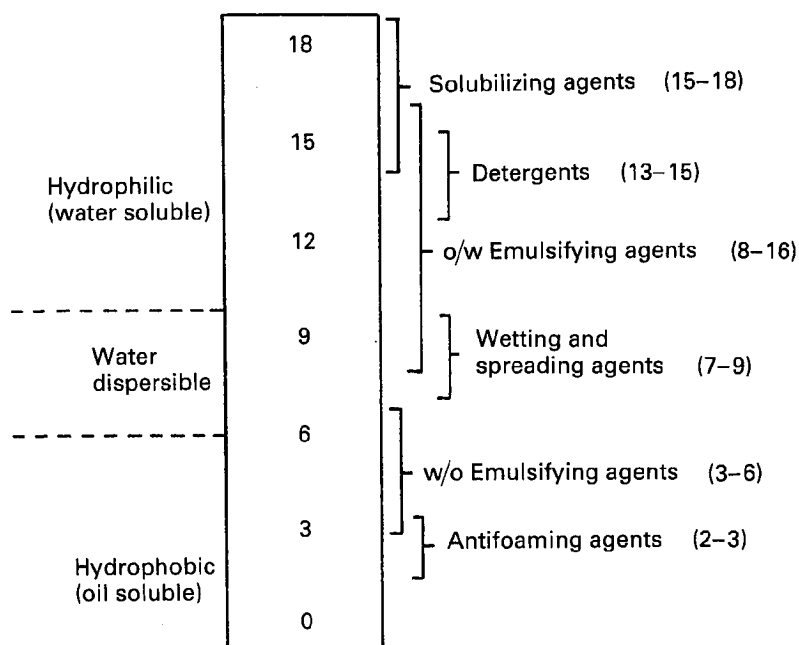 18
Solubilizing agents (15–18)
15
Detergents (13–15)
Hydrophilic
(water soluble)
12
o/w Emulsifying agents (8–16)
9
Wetting and
spreading agents (7–9)
Water
dispersible
6
w/o Emulsifying agents (3–6)
3
Antifoaming agents (2–3)
Hydrophobic
(oil soluble)
0